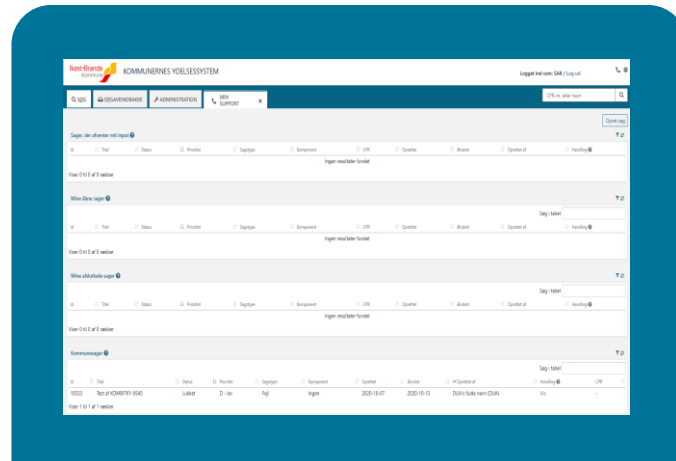 Ikast-Brande
Kommune
KOMMUNERNES YDELSESSYSTEM
Logget ind som: SAK / Log ud
SØG
OPGAVEINDBAKKE
ADMINISTRATION
MIN SUPPORT
x
CPR-nr. eller navn
Opret sag
Sager, der afventer mit input
Id Titel Status Prioritet Sagstype Komponent CPR Oprettet Ændret Oprettet af Handling
Ingen resultater fundet
Viser 0 til 0 af 0 rækker
Mine åbne sager
Søg i tabel
Id Titel Status Prioritet Sagstype Komponent CPR Oprettet Ændret Oprettet af Handling
Ingen resultater fundet
Viser 0 til 0 af 0 rækker
Mine afsluttede sager
Søg i tabel
Id Titel Status Prioritet Sagstype Komponent CPR Oprettet Ændret Oprettet af Handling
Ingen resultater fundet
Viser 0 til 0 af 0 rækker
Kommunesager
Søg i tabel
Id Titel Status Prioritet Sagstype Komponent Oprettet Ændret Oprettet af Handling CPR
Test af KOMBITKY-9545 Lukket D - lav Fejl Ingen 2020-10-07 2020-10-13 DUA's fulde navn (DUA) Vis -
Viser 1 til 1 af 1 rækker